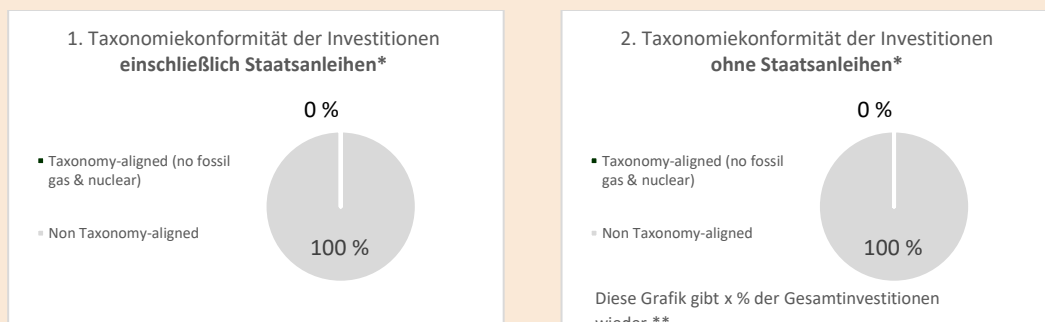 1. Taxonomiekonformität der Investitionen
einschließlich Staatsanleihen*
0 %
Taxonomy-aligned (no fossil
gas & nuclear)
Non Taxonomy-aligned
100 %
2. Taxonomiekonformität der Investitionen
ohne Staatsanleihen*
0 %
Taxonomy-aligned (no fossil
gas & nuclear)
Non Taxonomy-aligned
100 %
Diese Grafik gibt x % der Gesamtinvestitionen
wieder.**